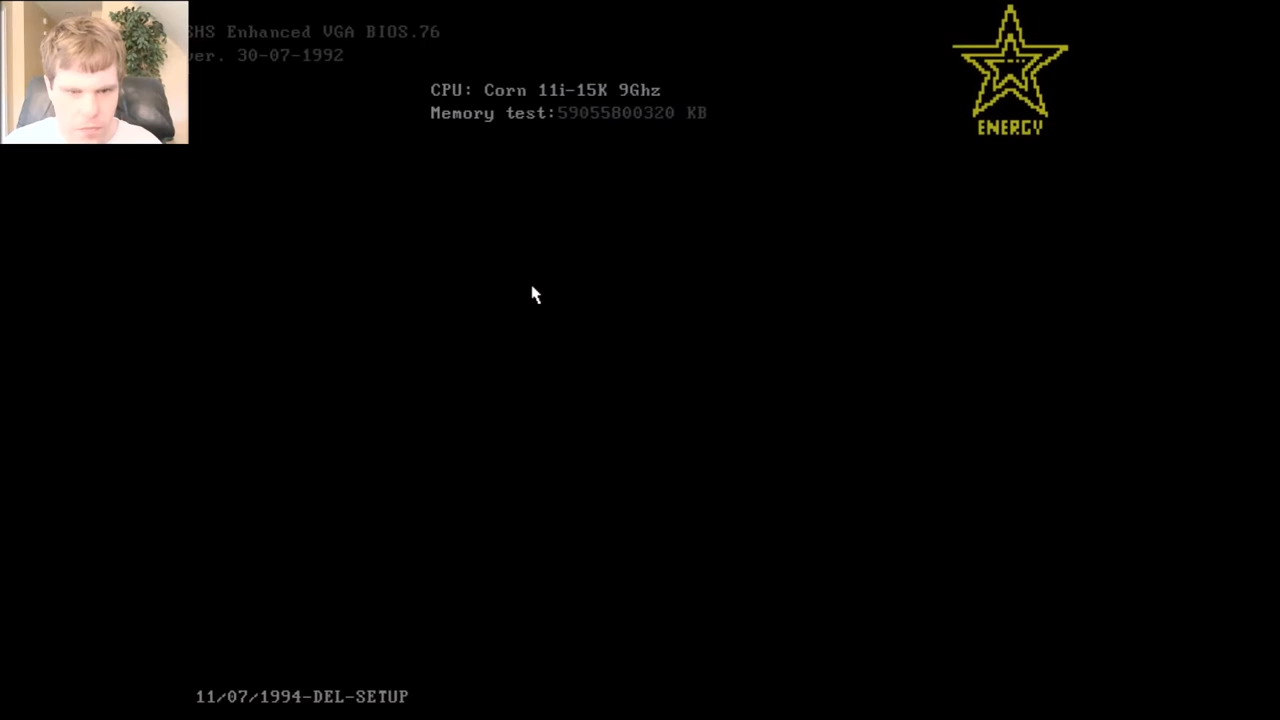 SHS Enhanced VGA BIOS.76
ver. 30-07-1992
CPU: Corn 11i-15K 9Ghz
Memory test:59055800320 KB
ENERGY
11/07/1994-DEL-SETUP